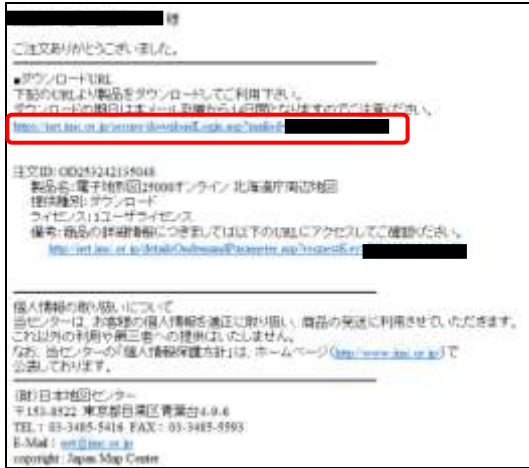 様
ご注文ありがとうございました。
■ダウンロードURL
下記のURLより製品をダウンロードしてご利用下さい。
ダウンロードの期日は本メール到着から14日間となりますのでご注意ください。
注文ID: OD253242135048
製品名: 電子地形図25000オンライン 北海道庁周辺地図
提供種別: ダウンロード
ライセンス: 1ユーザライセンス
備考: 商品の詳細情報につきましては以下のURLにアクセスしてご確認ください。
個人情報の取り扱いについて
当センターは、お客様の個人情報を適正に取り扱い、商品の発送に利用させていただきます。
これ以外の利用や第三者への提供はいたしません。
なお、当センターの「個人情報保護方針」は、ホームページ(http://www.jmc.or.jp/)で
公表しております。
(財)日本地図センター
〒153-8522 東京都目黒区青葉台4-9-6
TEL: 03-3485-5416 FAX: 03-3485-5593
E-Mail:
copyright: Japan Map Center